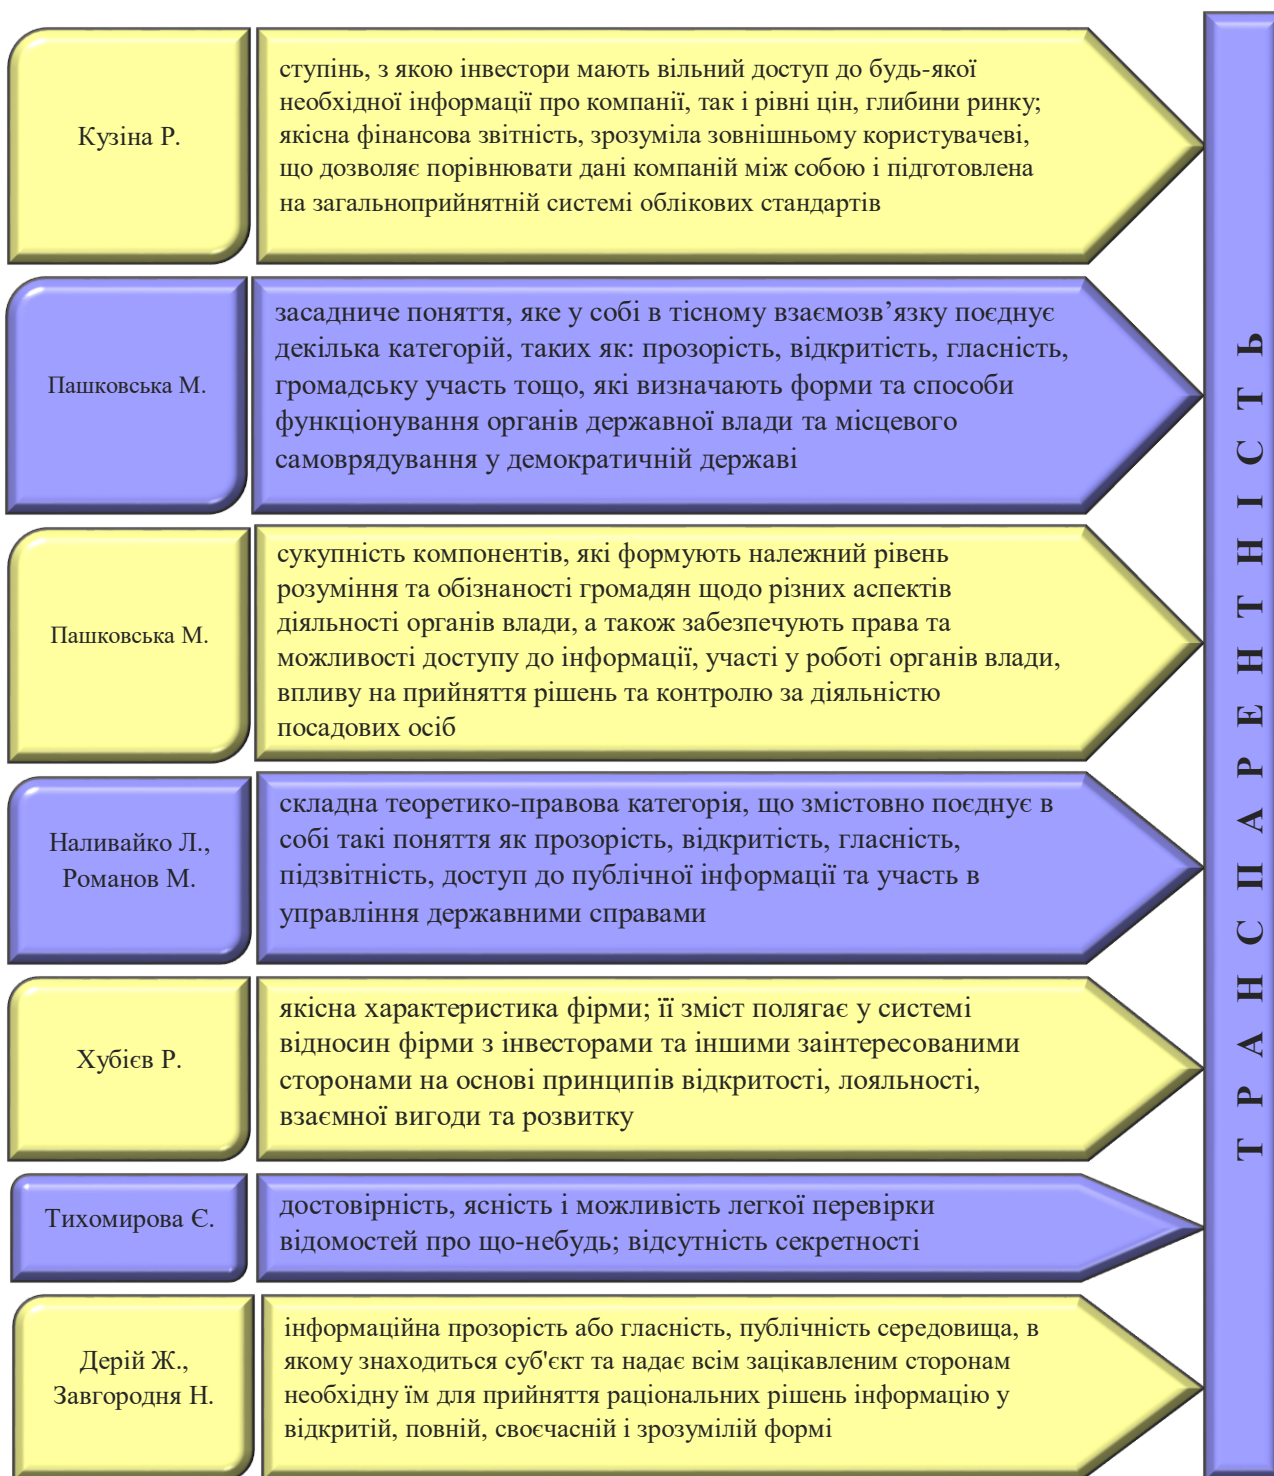 Кузіна Р.
ступінь, з якою інвестори мають вільний доступ до будь-якої
необхідної інформації про компанії, так і рівні цін, глибини ринку;
якісна фінансова звітність, зрозуміла зовнішньому користувачеві,
що дозволяє порівнювати дані компаній між собою і підготовлена
на загальноприйнятній системі облікових стандартів
Пашковська М.
засадниче поняття, яке у собі в тісному взаємозв’язку поєднує
декілька категорій, таких як: прозорість, відкритість, гласність,
громадську участь тощо, які визначають форми та способи
функціонування органів державної влади та місцевого
самоврядування у демократичній державі
Пашковська М.
сукупність компонентів, які формують належний рівень
розуміння та обізнаності громадян щодо різних аспектів
діяльності органів влади, а також забезпечують права та
можливості доступу до інформації, участі у роботі органів влади,
впливу на прийняття рішень та контролю за діяльністю
посадових осіб
Наливайко Л.,
Романов М.
складна теоретико-правова категорія, що змістовно поєднує в
собі такі поняття як прозорість, відкритість, гласність,
підзвітність, доступ до публічної інформації та участь в
управління державними справами
Хубієв Р.
якісна характеристика фірми; її зміст полягає у системі
відносин фірми з інвесторами та іншими заінтересованими
сторонами на основі принципів відкритості, лояльності,
взаємної вигоди та розвитку
Тихомирова Є.
достовірність, ясність і можливість легкої перевірки
відомостей про що-небудь; відсутність секретності
Дерій Ж.,
Завгородня Н.
інформаційна прозорість або гласність, публічність середовища, в
якому знаходиться суб'єкт та надає всім зацікавленим сторонам
необхідну їм для прийняття раціональних рішень інформацію у
відкритій, повній, своєчасній і зрозумілій формі
Т Р А Н С П А Р Е Н Т Н І С Т Ь